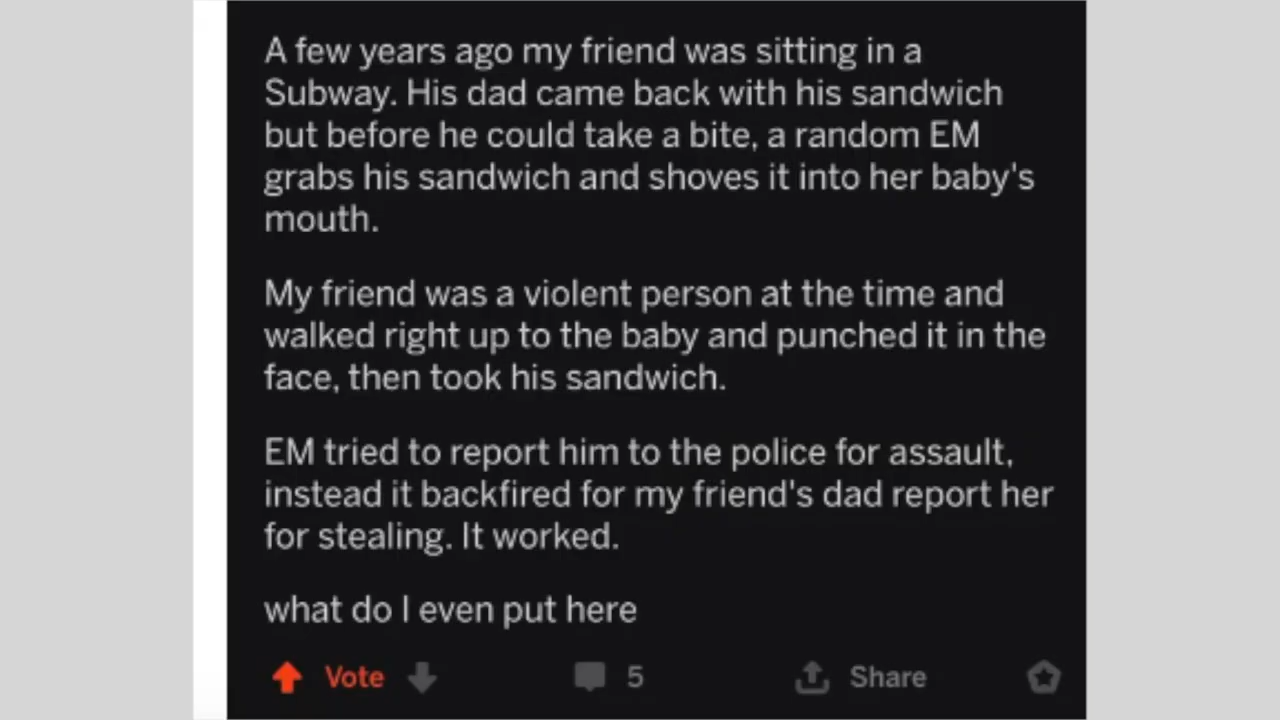 A few years ago my friend was sitting in a
Subway. His dad came back with his sandwich
but before he could take a bite, a random EM
grabs his sandwich and shoves it into her baby's
mouth.
My friend was a violent person at the time and
walked right up to the baby and punched it in the
face, then took his sandwich.
EM tried to report him to the police for assault,
instead it backfired for my friend's dad report her
for stealing. It worked.
what do I even put here
Vote 5 Share